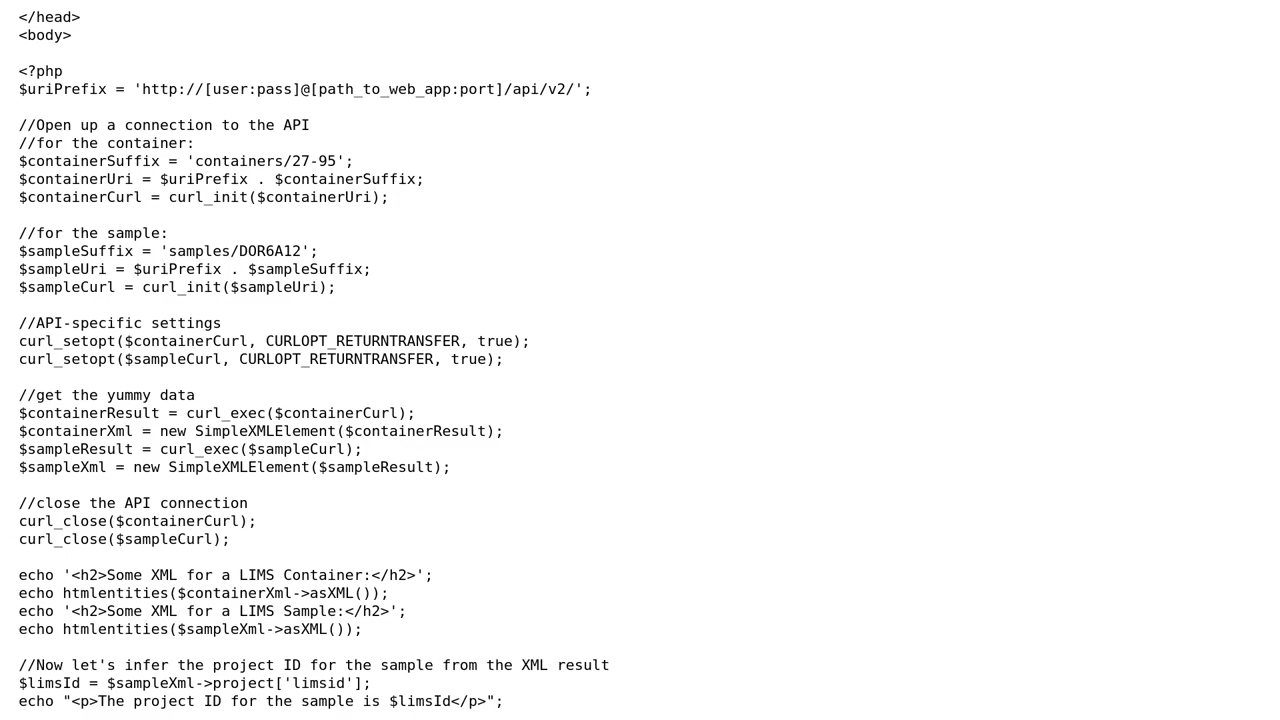 </head>
<body>
<?php
$uriPrefix = 'http://[user:pass]@[path_to_web_app:port]/api/v2/';
//Open up a connection to the API
//for the container:
$containerSuffix = 'containers/27-95';
$containerUri = $uriPrefix . $containerSuffix;
$containerCurl = curl_init($containerUri);
//for the sample:
$sampleSuffix = 'samples/DOR6A12';
$sampleUri = $uriPrefix . $sampleSuffix;
$sampleCurl = curl_init($sampleUri);
//API-specific settings
curl_setopt($containerCurl, CURLOPT_RETURNTRANSFER, true);
curl_setopt($sampleCurl, CURLOPT_RETURNTRANSFER, true);
//get the yummy data
$containerResult = curl_exec($containerCurl);
$containerXml = new SimpleXMLElement($containerResult);
$sampleResult = curl_exec($sampleCurl);
$sampleXml = new SimpleXMLElement($sampleResult);
//close the API connection
curl_close($containerCurl);
curl_close($sampleCurl);
echo '<h2>Some XML for a LIMS Container:</h2>';
echo htmlentities($containerXml->asXML());
echo '<h2>Some XML for a LIMS Sample:</h2>';
echo htmlentities($sampleXml->asXML());
//Now let's infer the project ID for the sample from the XML result
$limsId = $sampleXml->project['limsid'];
echo "<p>The project ID for the sample is $limsId</p>";